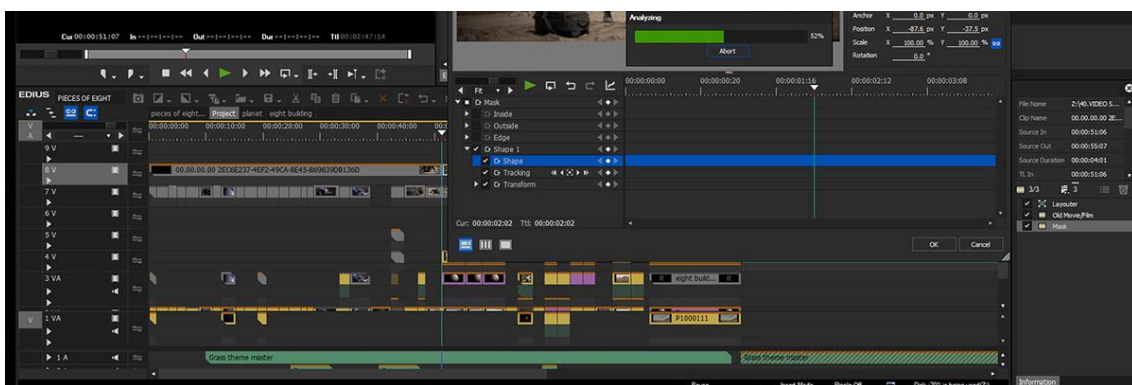 Analyzing
52%
Abort
Anchor X 0.0 px Y 0.0 px
Position X -87.6 px Y -37.5 px
Scale X 100.00 % Y 100.00 %
Rotation 0.0 °
Cur 00:00:51:07 In --:--:--:-- Out --:--:--:-- Dur --:--:--:-- Ttl 00:02:47:14
Fit
00:00:00:00 00:00:00:20 00:00:01:16 00:00:02:12 00:00:03:08
Mask
Inside
Outside
Edge
Shape 1
Shape
Tracking
Transform
Cur: 00:00:02:02 Ttl: 00:00:02:02
OK Cancel
EDIUS PIECES OF EIGHT
pieces of eight... Project planet eight building
00:00:00:00 00:00:10:00 00:00:20:00 00:00:30:00 00:00:40:00
V
A
9 V
8 V
00.00.00.00 2EC6E237-4EF2-49CA-8E45-B69839D8136D
7 V
6 V
5 V
4 V
3 VA
eight build...
V 1 VA
P1000111
1 A
Grass theme master
Grass theme master
File Name Z:\40.VIDEO S...
Clip Name 00.00.00.00 2E...
Source In 00:00:51:06
Source Out 00:00:55:07
Source Duration 00:00:04:01
TL In 00:00:51:06
3/3 3
Layouter
Old Movie/Film
Mask
Information